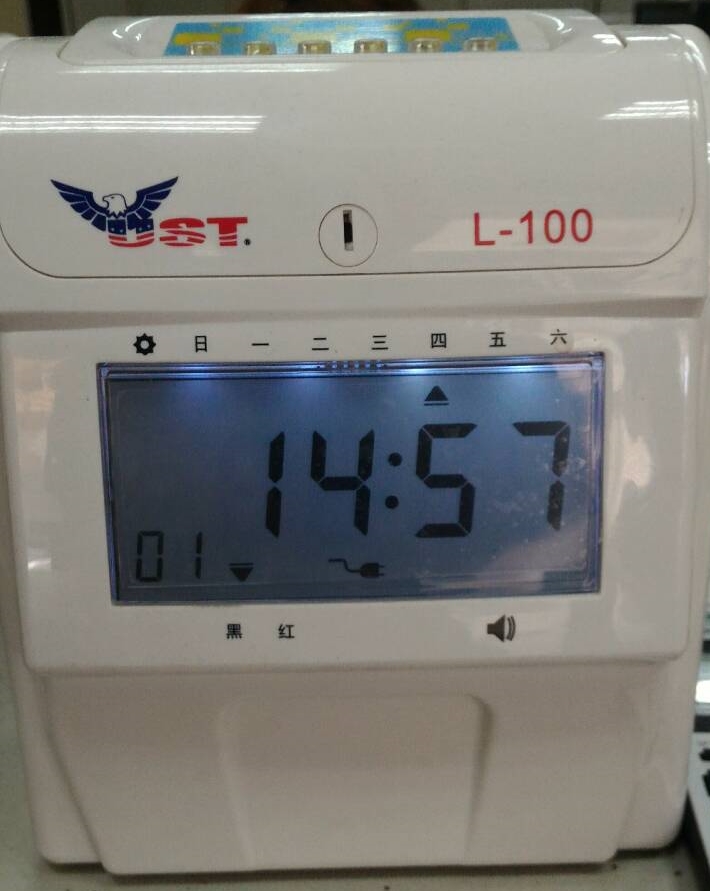 UST. L-100
日 一 二 三 四 五 六
14:57
01
黑 红